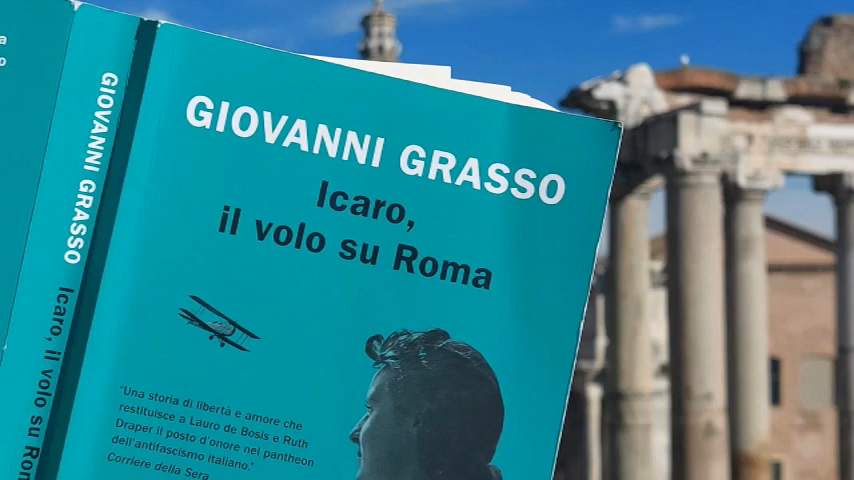 a
o
GIOVANNI GRASSO
Icaro, il volo su Rom
GIOVANNI GRASSO
Icaro,
il volo su Roma
"Una storia di libertà e amore che
restituisce a Lauro de Bosis e Ruth
Draper il posto d'onore nel pantheon
dell'antifascismo italiano."
Corriere della Sera